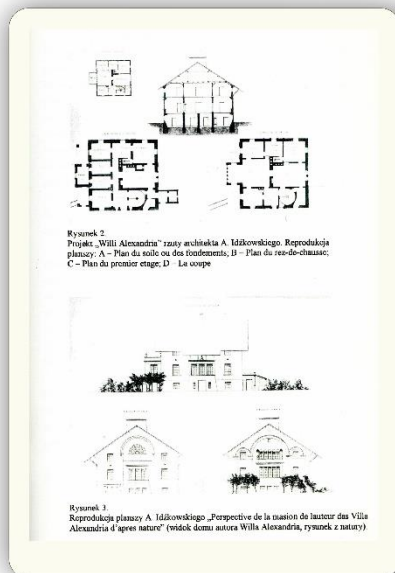 Rysunek 2.
Projekt „Willi Alexandria” rzuty architekta A. Idźkowskiego. Reprodukcja
planszy: A – Plan du soile ou des fondements; B – Plan du rez-de-chausse;
C – Plan du premier etage; D – La coupe
Rysunek 3.
Reprodukcja planszy A. Idźkowskiego „Perspective de la masion de lauteur das Villa
Alexandria d'apres nature” (widok domu autora Willa Alexandria, rysunek z natury)